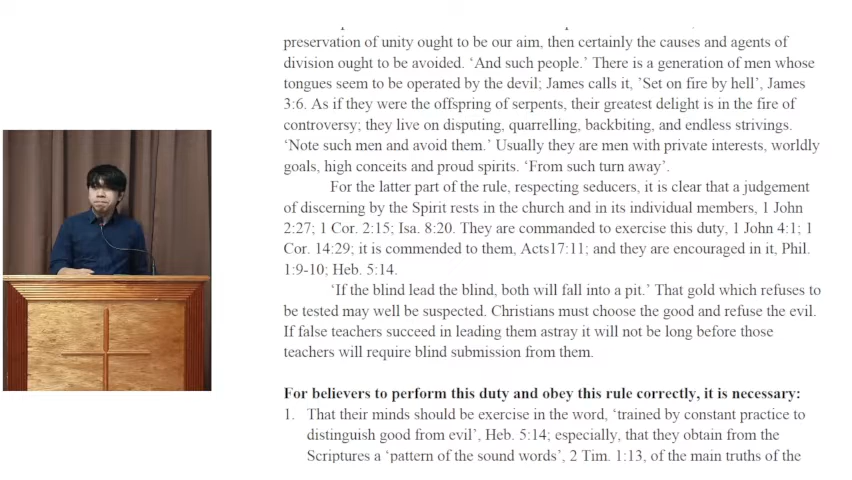 preservation of unity ought to be our aim, then certainly the causes and agents of
division ought to be avoided. ‘And such people.’ There is a generation of men whose
tongues seem to be operated by the devil; James calls it, ’Set on fire by hell’, James
3:6. As if they were the offspring of serpents, their greatest delight is in the fire of
controversy; they live on disputing, quarrelling, backbiting, and endless strivings.
‘Note such men and avoid them.’ Usually they are men with private interests, worldly
goals, high conceits and proud spirits. ‘From such turn away’.
For the latter part of the rule, respecting seducers, it is clear that a judgement
of discerning by the Spirit rests in the church and in its individual members, 1 John
2:27; 1 Cor. 2:15; Isa. 8:20. They are commanded to exercise this duty, 1 John 4:1; 1
Cor. 14:29; it is commended to them, Acts17:11; and they are encouraged in it, Phil.
1:9-10; Heb. 5:14.
‘If the blind lead the blind, both will fall into a pit.’ That gold which refuses to
be tested may well be suspected. Christians must choose the good and refuse the evil.
If false teachers succeed in leading them astray it will not be long before those
teachers will require blind submission from them.
For believers to perform this duty and obey this rule correctly, it is necessary:
1. That their minds should be exercise in the word, ‘trained by constant practice to
distinguish good from evil’, Heb. 5:14; especially, that they obtain from the
Scriptures a ‘pattern of the sound words’, 2 Tim. 1:13, of the main truths of the